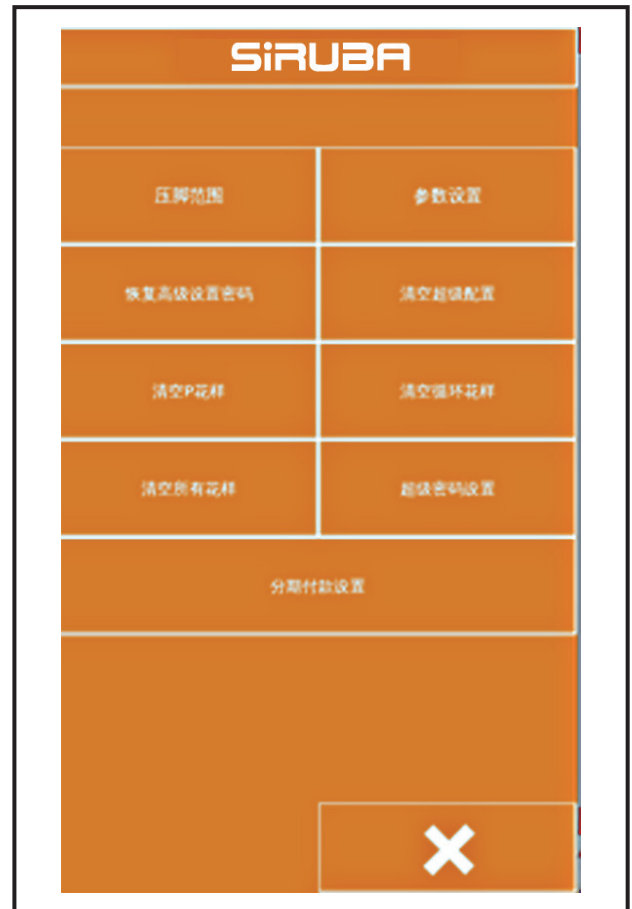 SiRUBA
压脚范围
参数设置
恢复高级设置密码
清空超级配置
清空P花样
清空循环花样
清空所有花样
超级密码设置
分期付款设置